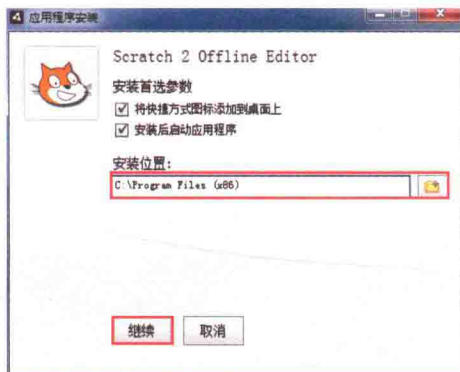 应用程序安装
Scratch 2 Offline Editor
安装首选参数
将快捷方式图标添加到桌面上
安装后启动应用程序
安装位置:
C:\Program Files (x86)
继续
取消